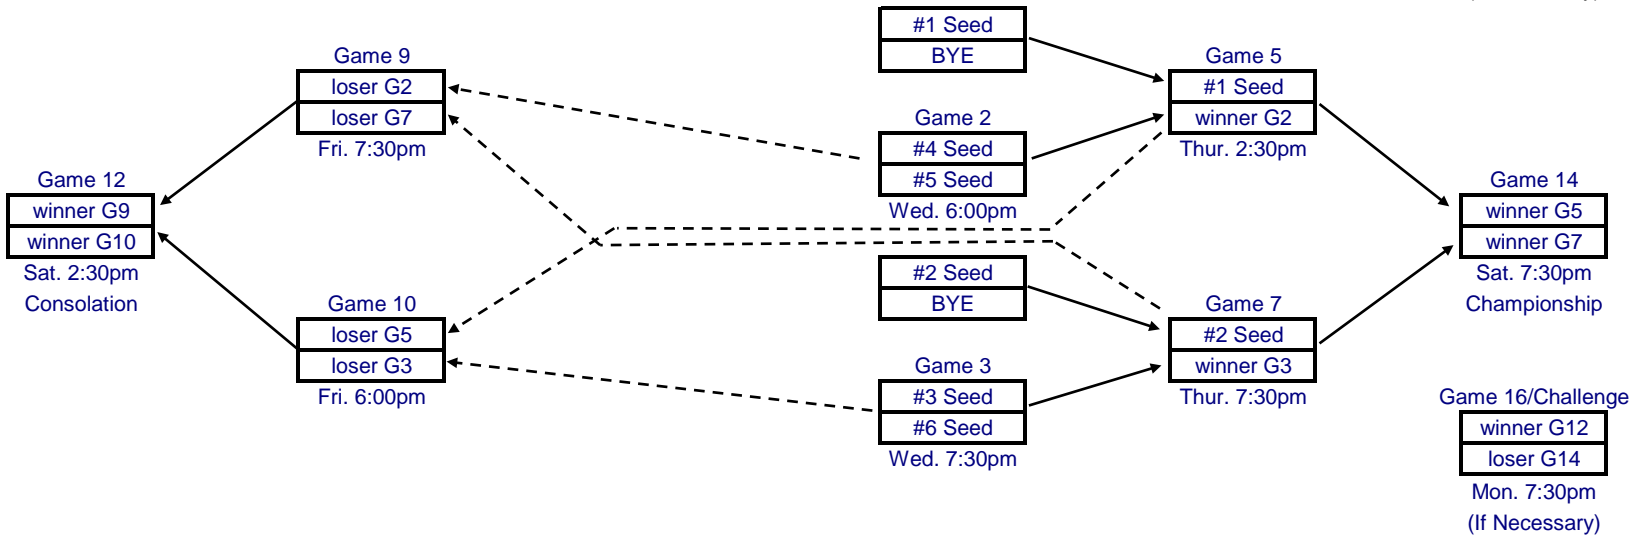 #1 Seed
BYE
Game 9
loser G2
loser G7
Fri. 7:30pm
Game 5
#1 Seed
winner G2
Thur. 2:30pm
Game 2
#4 Seed
#5 Seed
Wed. 6:00pm
Game 12
winner G9
winner G10
Sat. 2:30pm
Consolation
Game 14
winner G5
winner G7
Sat. 7:30pm
Championship
#2 Seed
BYE
Game 10
loser G5
loser G3
Fri. 6:00pm
Game 7
#2 Seed
winner G3
Thur. 7:30pm
Game 3
#3 Seed
#6 Seed
Wed. 7:30pm
Game 16/Challenge
winner G12
loser G14
Mon. 7:30pm
(If Necessary)